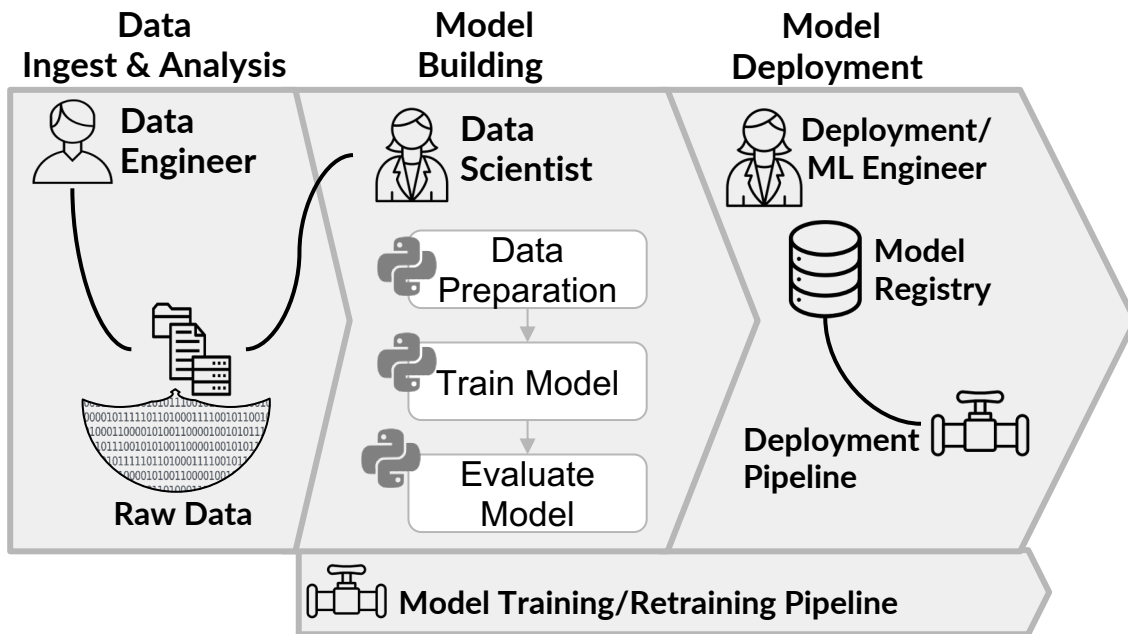 Data
Ingest & Analysis
Model
Building
Model
Deployment
Data
Engineer
Data
Scientist
Deployment/
ML Engineer
Data
Preparation
Model
Registry
Train Model
Evaluate
Model
Deployment
Pipeline
Raw Data
Model Training/Retraining Pipeline